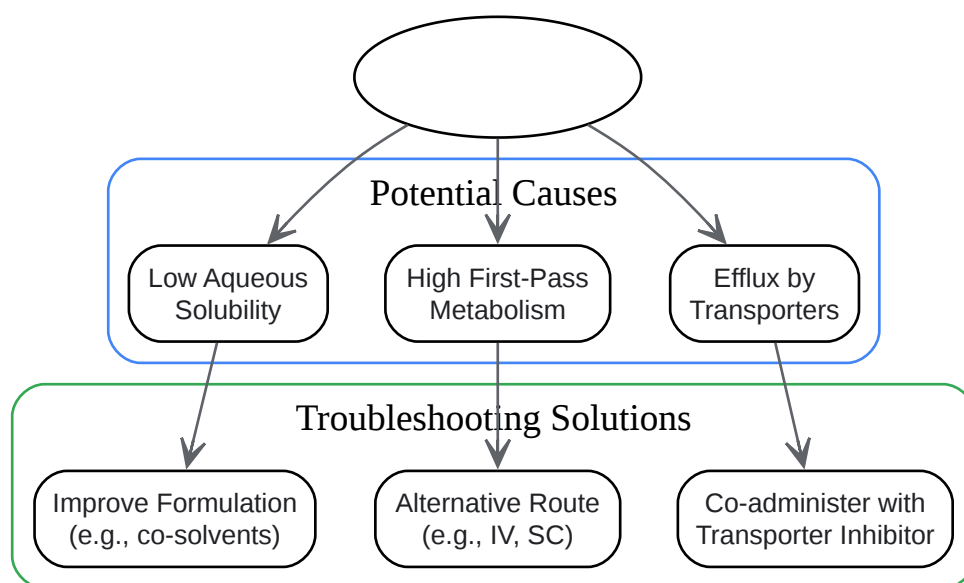 Potential Causes
Low Aqueous
Solubility
High First-Pass
Metabolism
Efflux by
Transporters
Troubleshooting Solutions
Improve Formulation
(e.g., co-solvents)
Alternative Route
(e.g., IV, SC)
Co-administer with
Transporter Inhibitor